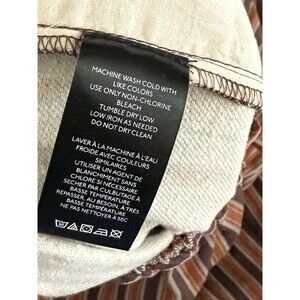 MACHINE WASH COLD WITH
LIKE COLORS
USE ONLY NON-CHLORINE
BLEACH
TUMBLE DRY LOW
LOW IRON AS NEEDED
DO NOT DRY CLEAN
LAVER À LA MACHINE À L'EAU
FROIDE AVEC COULEURS
SIMILAIRES
UTILISER UN AGENT DE
BLANCHIMENT SANS
CHLORE SI NÉCESSAIRE
SÉCHER PAR CULBUTAGE À
BASSE TEMPÉRATURE
REPASSER, AU BESOIN, À TRÈS
BASSE TEMPÉRATURE
NE PAS NETTOYER À SEC